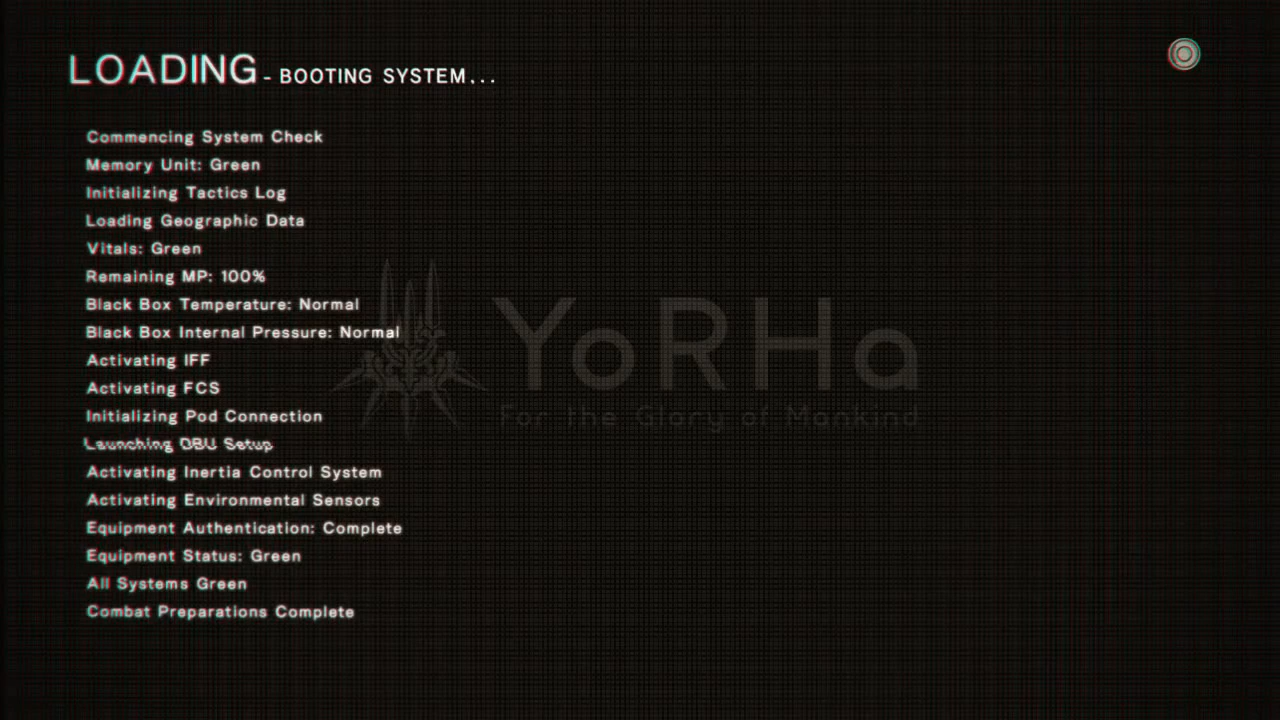 LOADING - BOOTING SYSTEM...
Commencing System Check
Memory Unit: Green
Initializing Tactics Log
Loading Geographic Data
Vitals: Green
Remaining MP: 100%
Black Box Temperature: Normal
Black Box Internal Pressure: Normal
Activating IFF
Activating FCS
Initializing Pod Connection
Launching DBU Setup
Activating Inertia Control System
Activating Environmental Sensors
Equipment Authentication: Complete
Equipment Status: Green
All Systems Green
Combat Preparations Complete
YoRHa
For the Glory of Mankind